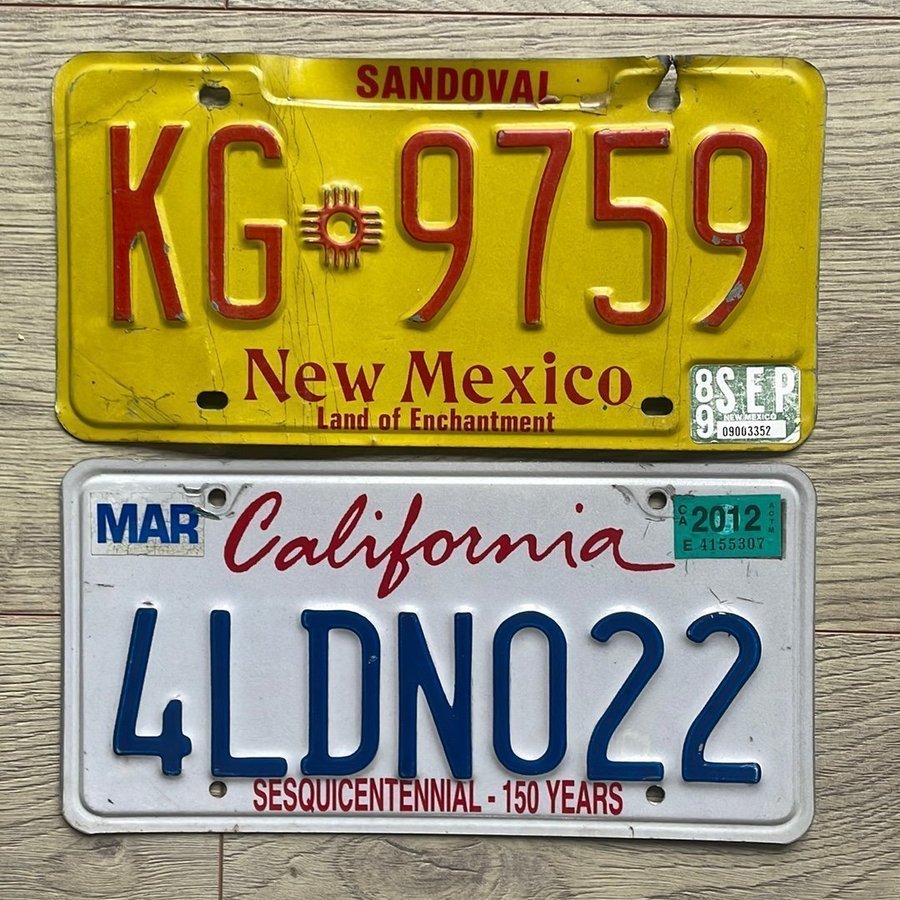 SANDOVAL
KG 9759
New Mexico
Land of Enchantment
89 SEP
NEW MEXICO
09003352
MAR
California
CA 2012
E 4155307
4LDN022
SESQUICENTENNIAL - 150 YEARS